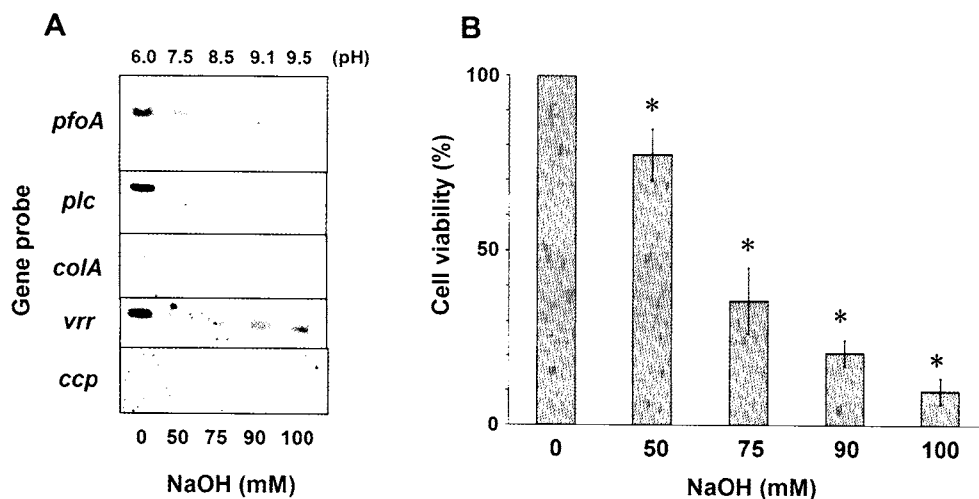 A
6.0 7.5 8.5 9.1 9.5 (pH)
Gene probe
pfoA
plc
colA
vrr
ccp
0 50 75 90 100
NaOH (mM)
B
Cell viability (%)
100
50
0
*
*
*
*
0 50 75 90 100
NaOH (mM)